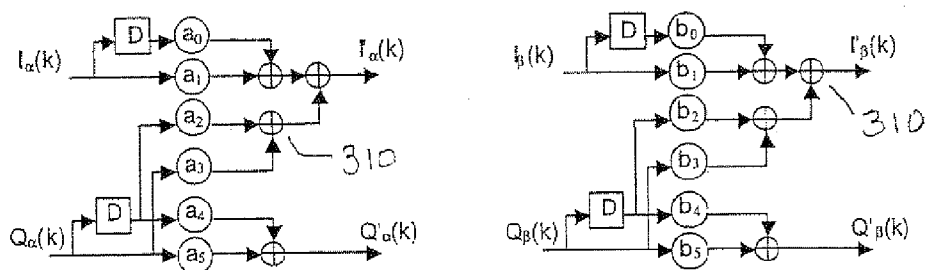 D a₀
Iα(k) I'α(k)
a₁
a₂
310
a₃
D a₄
Qα(k) Q'α(k)
a₅
D b₀
Iβ(k) I'β(k)
b₁
310
b₂
b₃
D b₄
Qβ(k) Q'β(k)
b₅